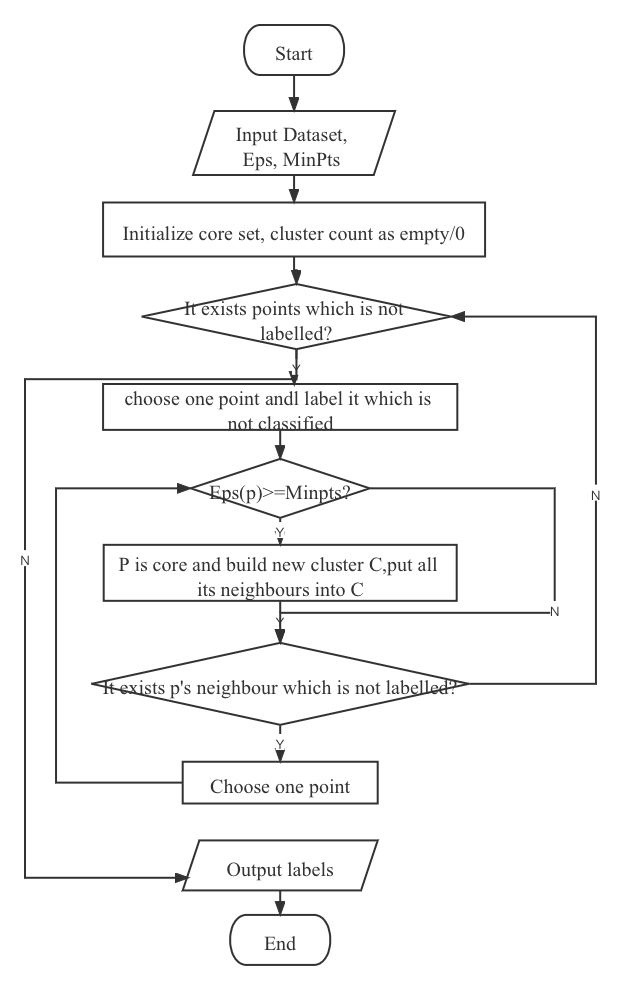 Start
Input Dataset,
Eps, MinPts
Initialize core set, cluster count as empty/0
It exists points which is not
labelled?
Y
choose one point andl label it which is
not classified
Eps(p)>=Minpts?
N
Y
N
P is core and build new cluster C,put all
its neighbours into C
N
Y
It exists p's neighbour which is not labelled?
Y
Choose one point
Output labels
End